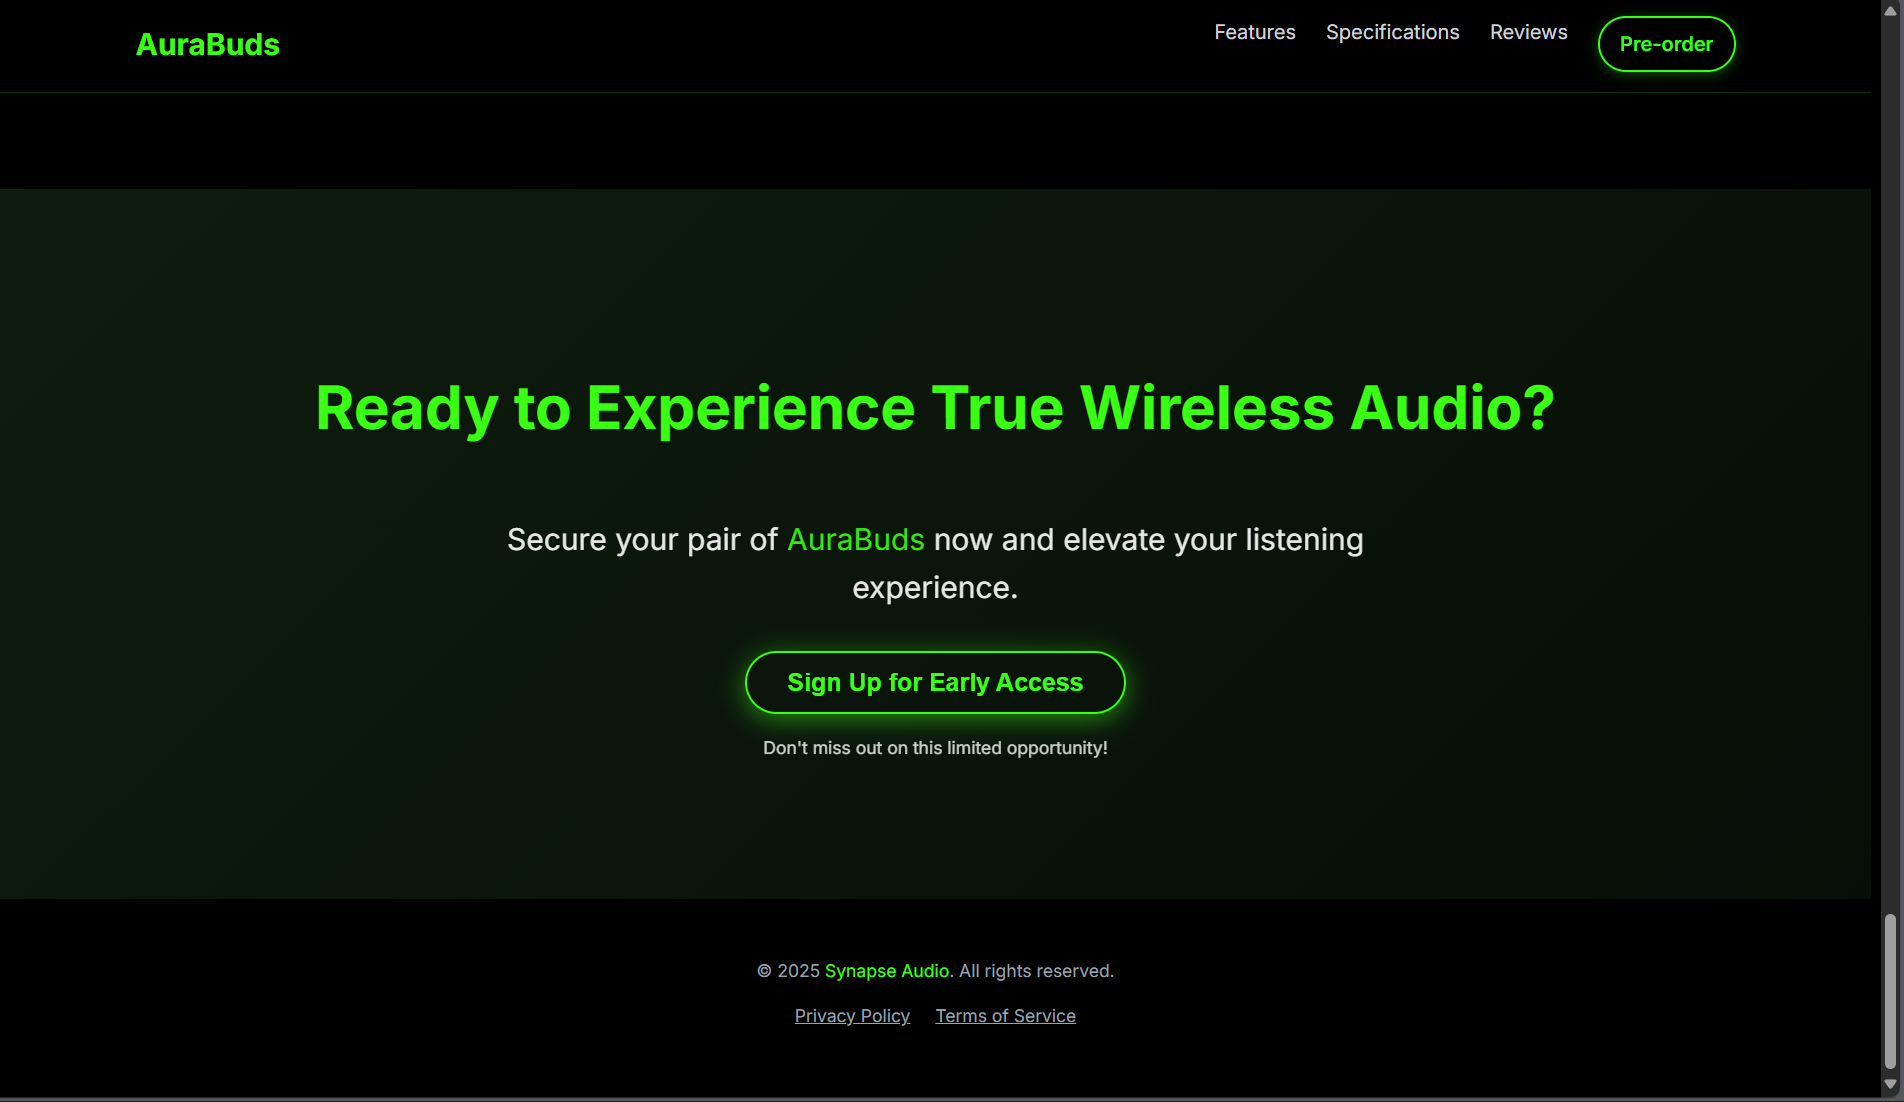 AuraBuds
Features
Specifications
Reviews
Pre-order
Ready to Experience True Wireless Audio?
Secure your pair of AuraBuds now and elevate your listening
experience.
Sign Up for Early Access
Don't miss out on this limited opportunity!
© 2025 Synapse Audio. All rights reserved.
Privacy Policy
Terms of Service